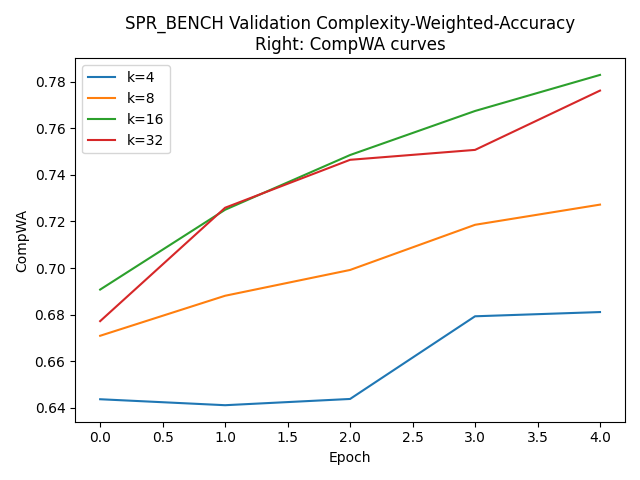 SPR_BENCH Validation Complexity-Weighted-Accuracy
Right: CompWA curves
k=4
k=8
k=16
k=32
CompWA
0.78
0.76
0.74
0.72
0.70
0.68
0.66
0.64
0.0 0.5 1.0 1.5 2.0 2.5 3.0 3.5 4.0
Epoch